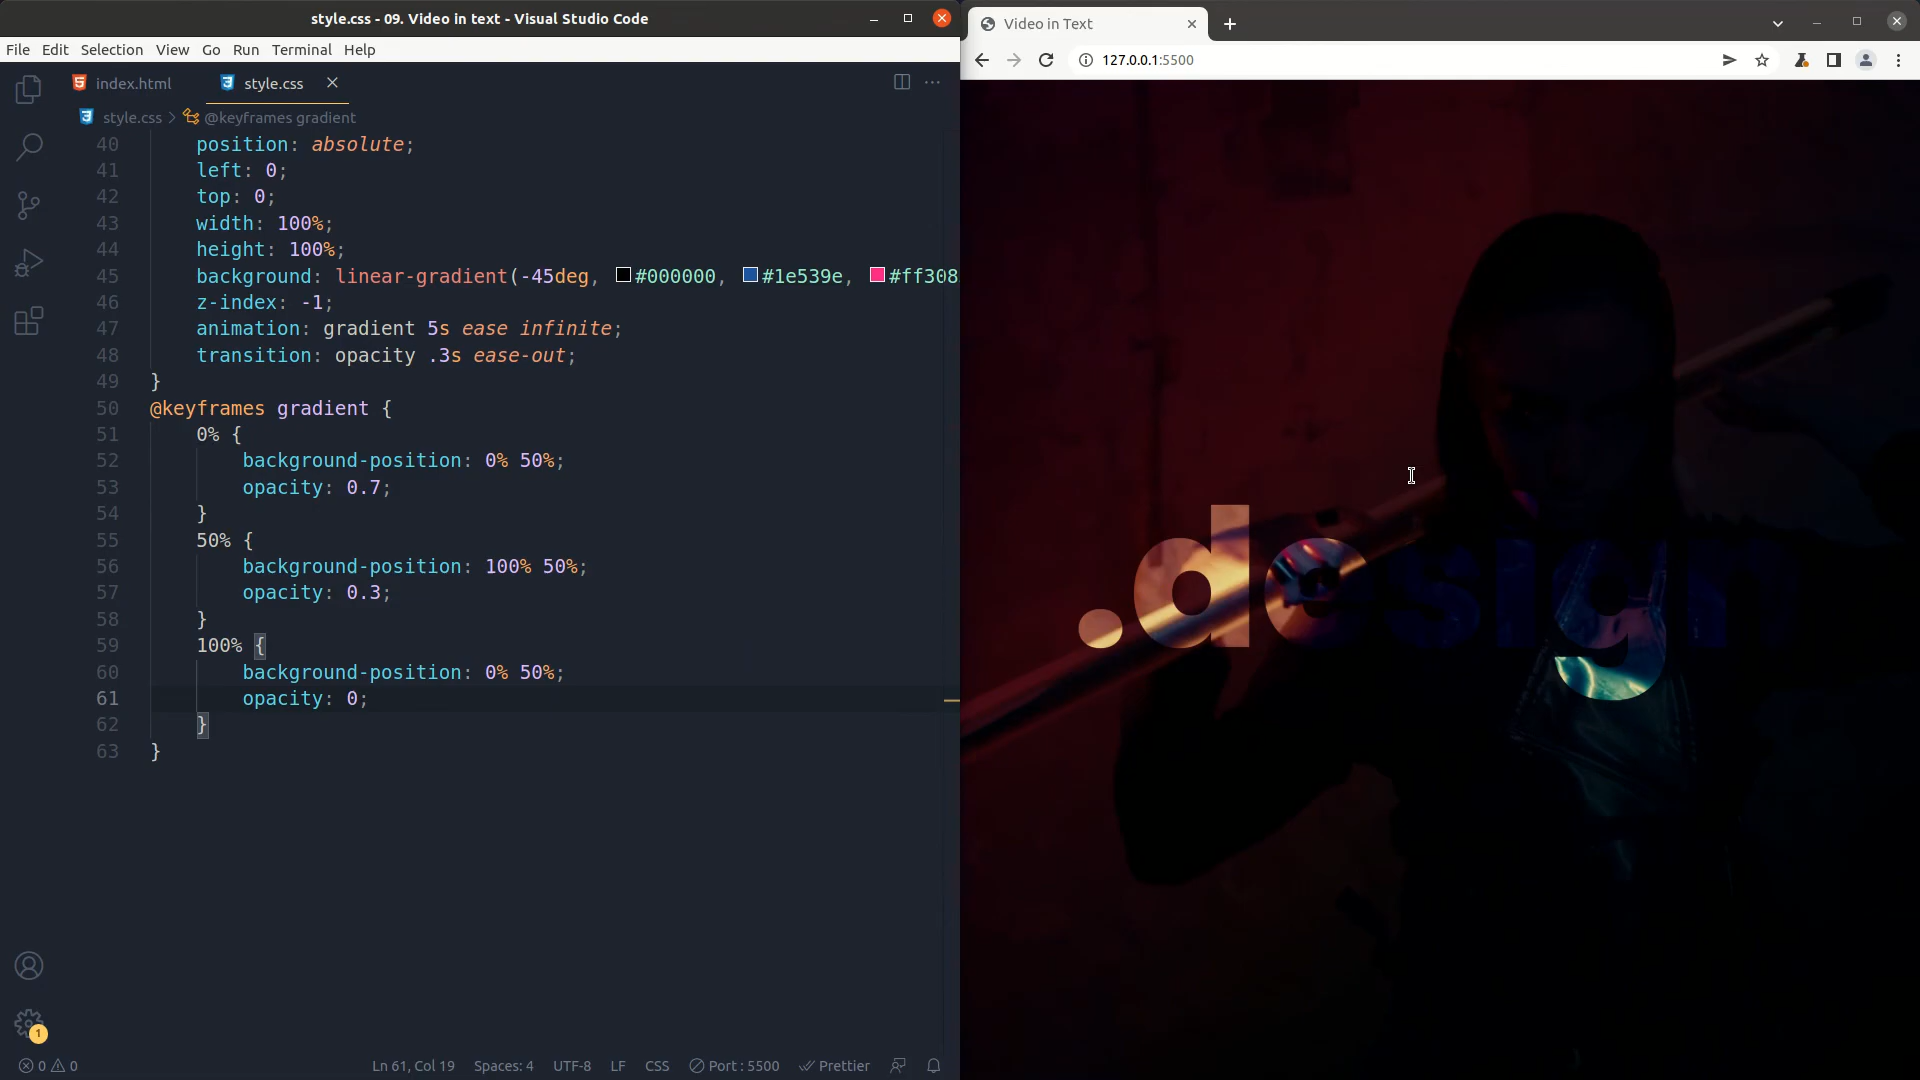 style.css - 09. Video in text - Visual Studio Code
File Edit Selection View Go Run Terminal Help
index.html style.css
style.css > @keyframes gradient
40 position: absolute;
41 left: 0;
42 top: 0;
43 width: 100%;
44 height: 100%;
45 background: linear-gradient(-45deg, #000000, #1e539e, #ff308
46 z-index: -1;
47 animation: gradient 5s ease infinite;
48 transition: opacity .3s ease-out;
49 }
50 @keyframes gradient {
51 0% {
52 background-position: 0% 50%;
53 opacity: 0.7;
54 }
55 50% {
56 background-position: 100% 50%;
57 opacity: 0.3;
58 }
59 100% {
60 background-position: 0% 50%;
61 opacity: 0;
62 }
63 }
1
0 0 Ln 61, Col 19 Spaces: 4 UTF-8 LF CSS Port : 5500 Prettier
Video in Text
127.0.0.1:5500
.design